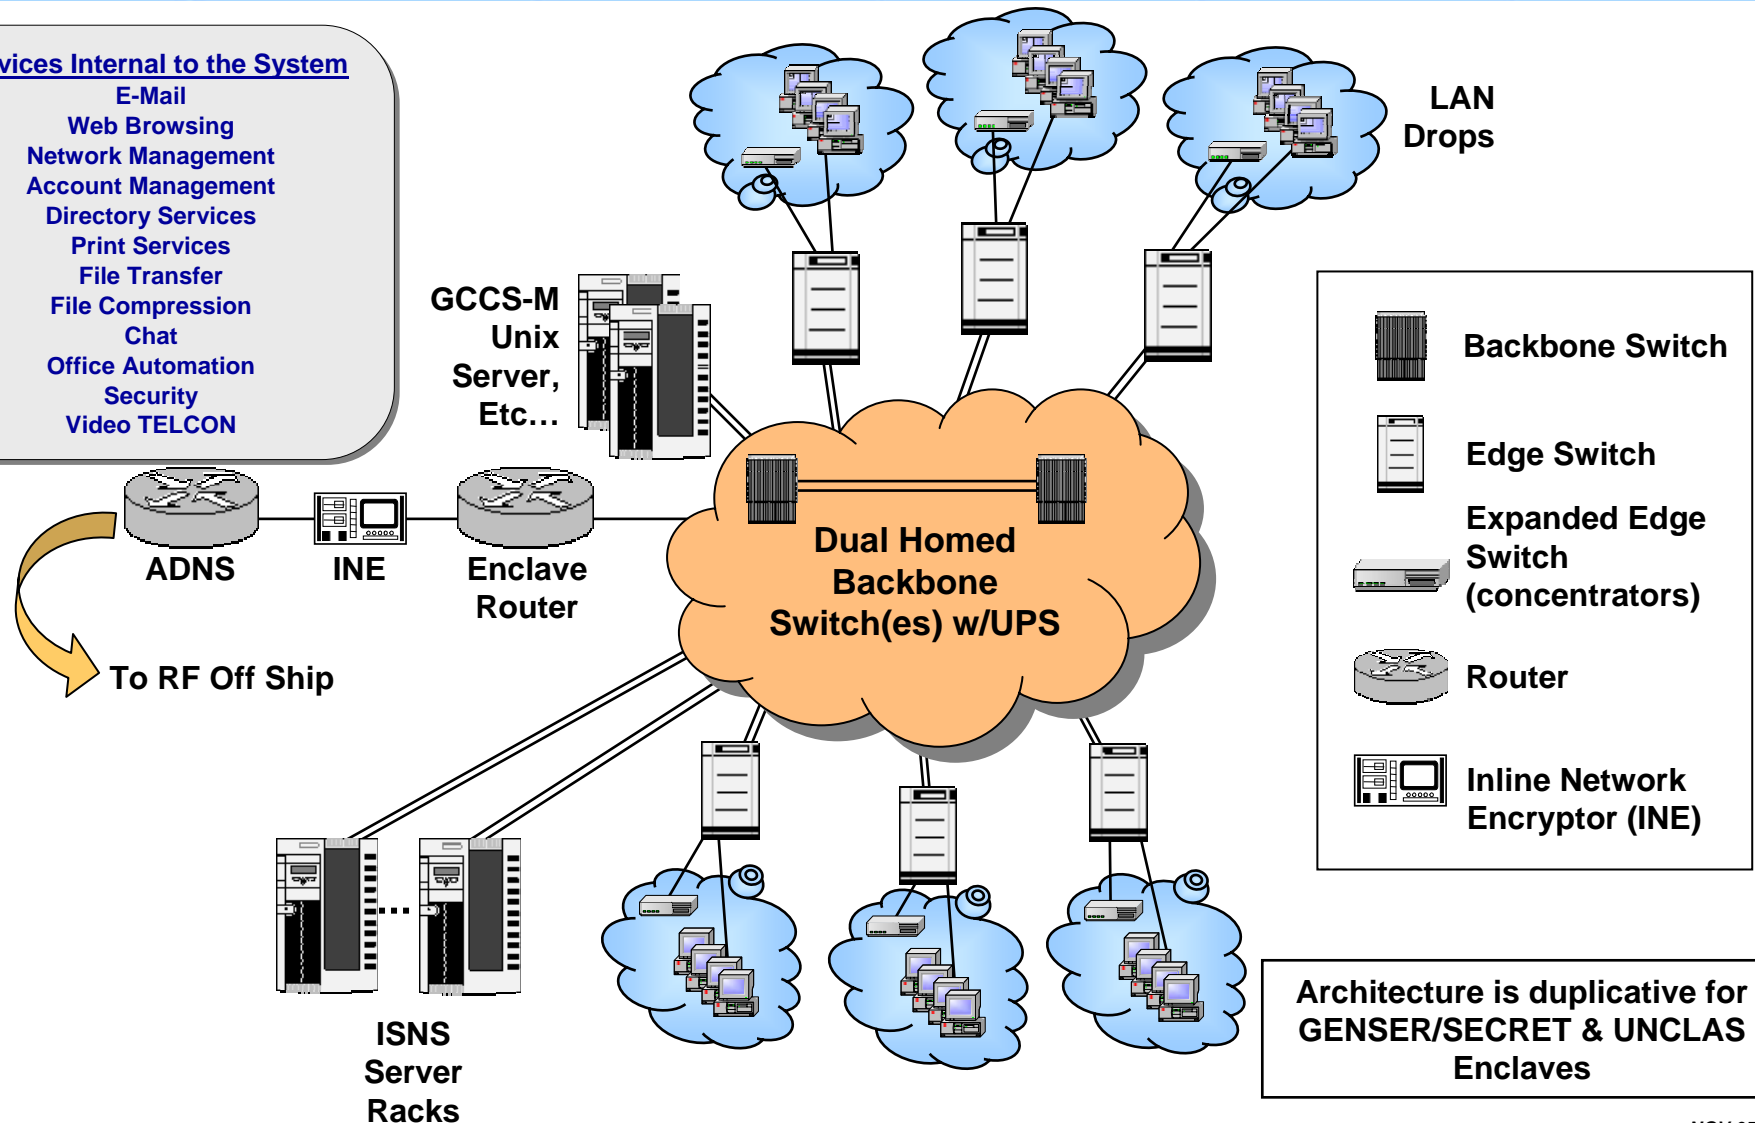 vices Internal to the System
E-Mail
Web Browsing
Network Management
Account Management
Directory Services
Print Services
File Transfer
File Compression
Chat
Office Automation
Security
Video TELCON
LAN
Drops
GCCS-M
Unix
Server,
Etc…
Backbone Switch
Edge Switch
Expanded Edge
Switch
(concentrators)
Router
Inline Network
Encryptor (INE)
Dual Homed
Backbone
Switch(es) w/UPS
ADNS
INE
Enclave
Router
To RF Off Ship
ISNS
Server
Racks
Architecture is duplicative for
GENSER/SECRET & UNCLAS
Enclaves